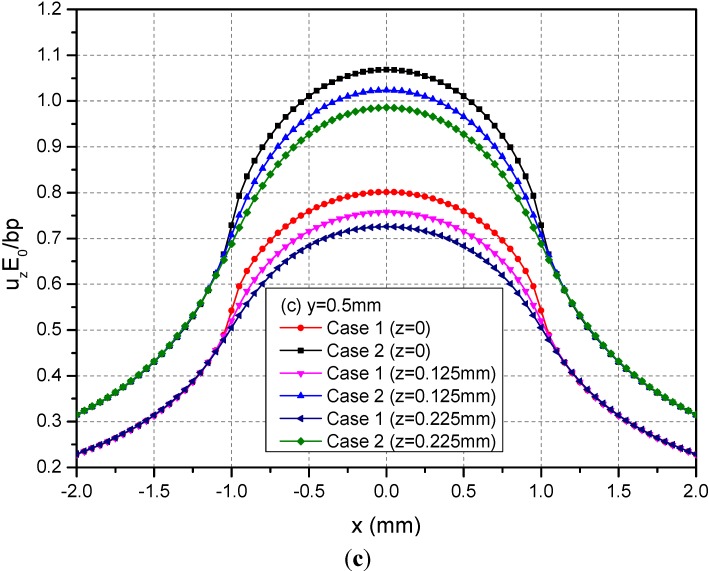 1.2
1.1
1.0
0.9
0.8
0.7
0.6
0.5
0.4
0.3
0.2
uzE0/bp
(c) y=0.5mm
Case 1 (z=0)
Case 2 (z=0)
Case 1 (z=0.125mm)
Case 2 (z=0.125mm)
Case 1 (z=0.225mm)
Case 2 (z=0.225mm)
-2.0 -1.5 -1.0 -0.5 0.0 0.5 1.0 1.5 2.0
x (mm)
(c)